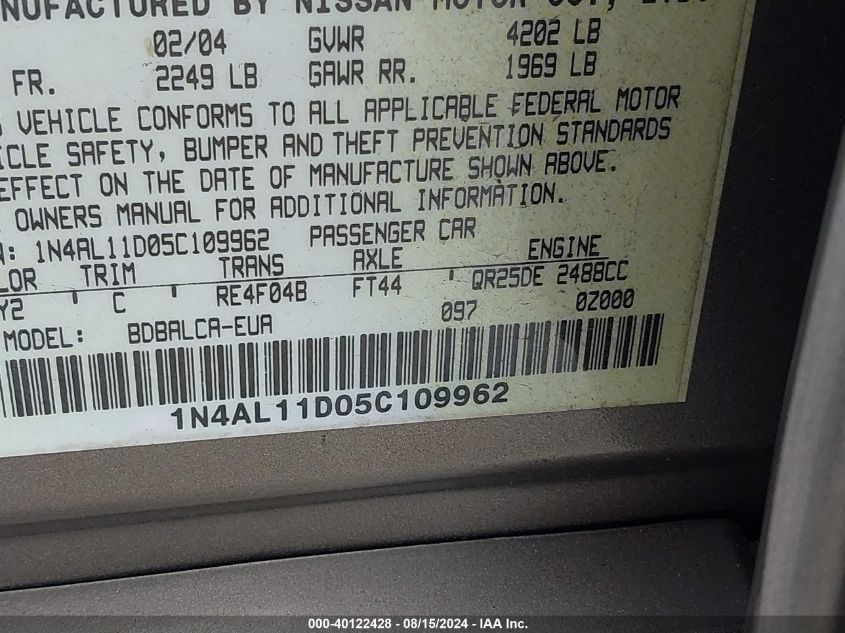 NUFACTURED BY NISSAN MOTOR
02/04 GVWR 4202 LB
FR. 2249 LB GAWR RR. 1969 LB
VEHICLE CONFORMS TO ALL APPLICABLE FEDERAL MOTOR
ICLE SAFETY, BUMPER AND THEFT PREVENTION STANDARDS
EFFECT ON THE DATE OF MANUFACTURE SHOWN ABOVE.
OWNERS MANUAL FOR ADDITIONAL INFORMATION.
: 1N4AL11D05C109962 PASSENGER CAR
LOR TRIM TRANS AXLE ENGINE
Y2 C RE4F04B FT44 QR25DE 2488CC
MODEL: BDBALCA-EUA 097 0Z000
1N4AL11D05C109962
000-40122428 - 08/15/2024 - IAA Inc.